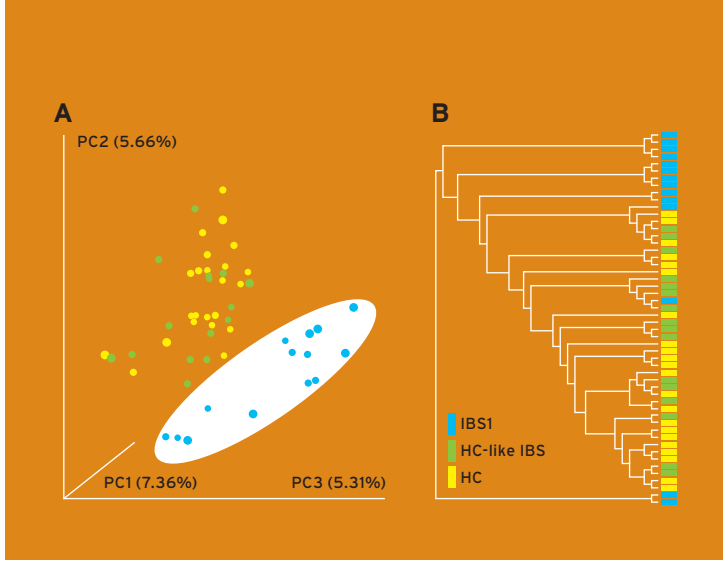 A
PC2 (5.66%)
PC1 (7.36%)
PC3 (5.31%)
B
IBS1
HC-like IBS
HC